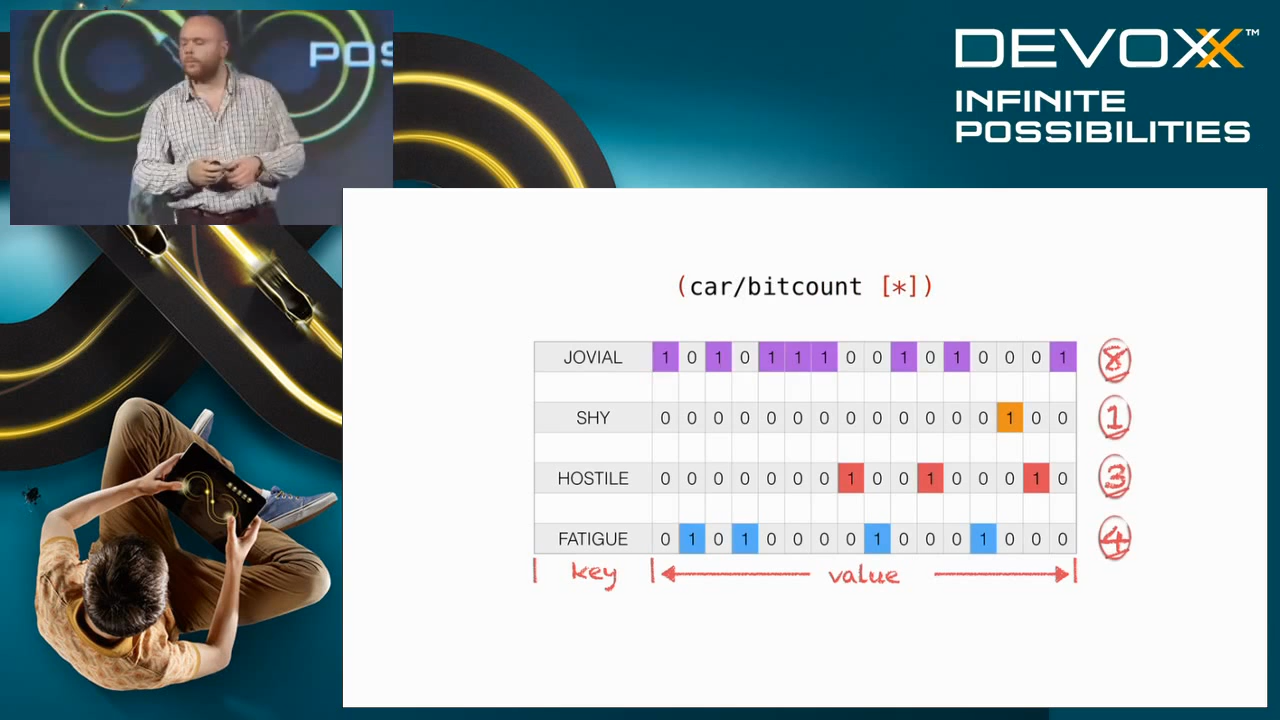 POS
DEVOXX™
INFINITE
POSSIBILITIES
(car/bitcount [*])
JOVIAL 1 0 1 0 1 1 1 0 0 1 0 1 0 0 0 1 8
SHY 0 0 0 0 0 0 0 0 0 0 0 0 0 1 0 0 1
HOSTILE 0 0 0 0 0 0 0 1 0 0 1 0 0 0 1 0 3
FATIGUE 0 1 0 1 0 0 0 0 1 0 0 0 1 0 0 0 4
key value